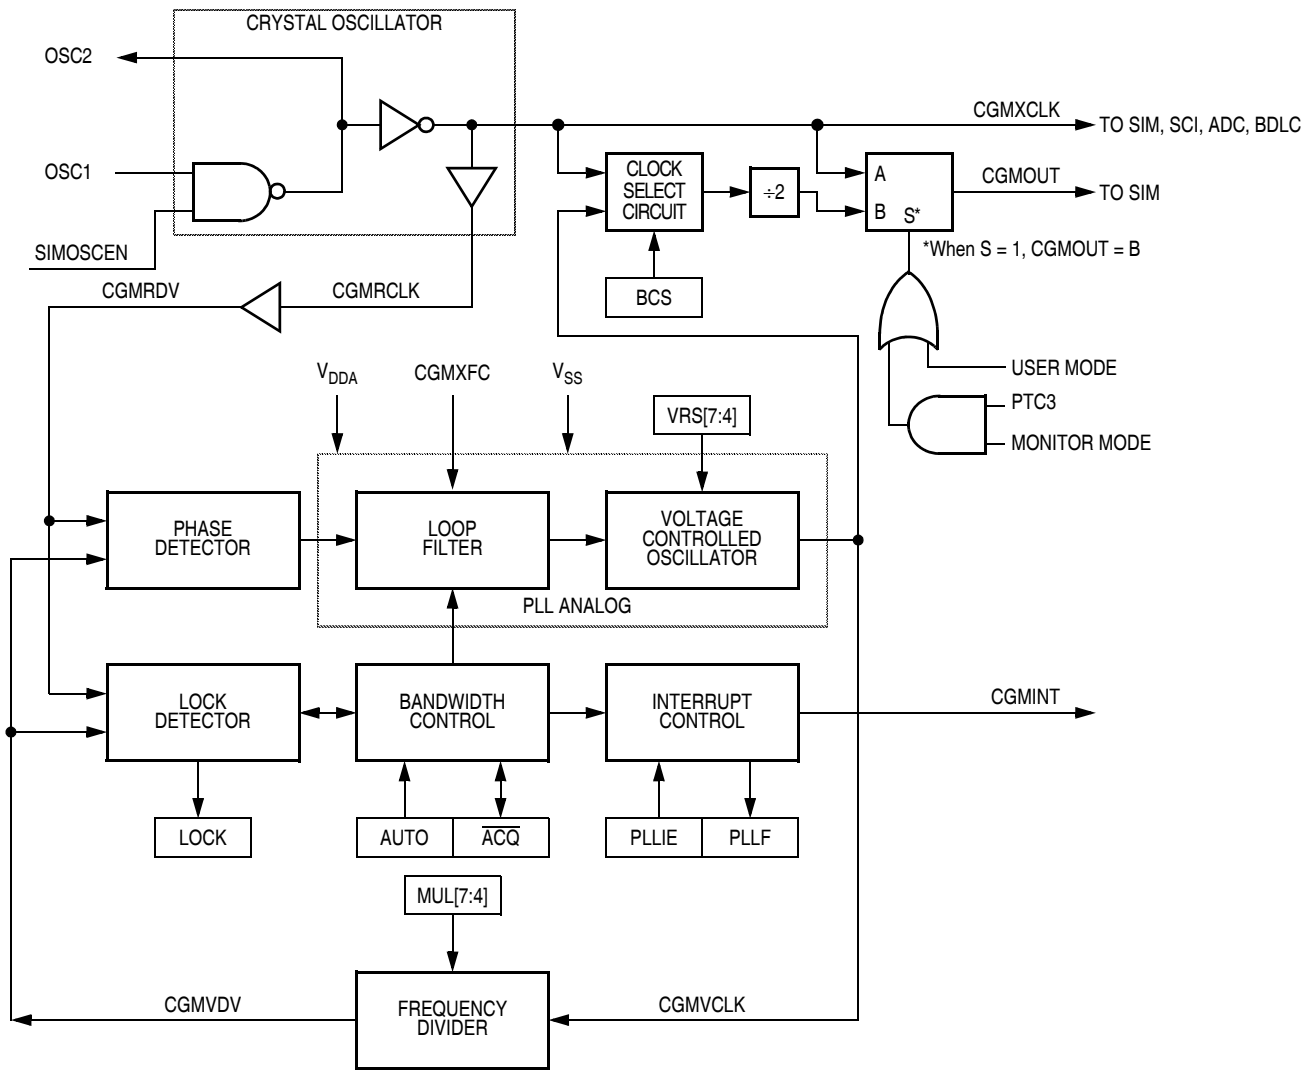 CRYSTAL OSCILLATOR
OSC2
OSC1
SIMOSCEN
CGMXCLK
TO SIM, SCI, ADC, BDLC
CLOCK
SELECT
CIRCUIT
÷2
A
B
S*
CGMOUT
TO SIM
*When S = 1, CGMOUT = B
BCS
CGMRDV
CGMRCLK
USER MODE
PTC3
MONITOR MODE
VDDA
CGMXFC
VSS
VRS[7:4]
PHASE
DETECTOR
LOOP
FILTER
VOLTAGE
CONTROLLED
OSCILLATOR
PLL ANALOG
LOCK
DETECTOR
BANDWIDTH
CONTROL
INTERRUPT
CONTROL
CGMINT
LOCK
AUTO
ACQ
PLLIE
PLLF
MUL[7:4]
CGMVDV
FREQUENCY
DIVIDER
CGMVCLK